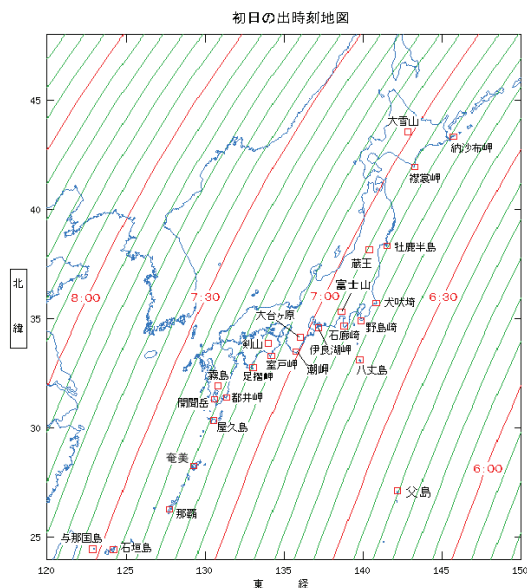 初日の出時刻地図
45
40
35
30
25
120
125
130
135
140
145
150
東経
北緯
8:00
7:30
7:00
6:30
6:00
大雪山
納沙布岬
襟裳岬
牡鹿半島
蔵王
富士山
犬吠埼
大台ヶ原
石廊崎
野島崎
伊良湖岬
剣山
室戸岬
潮岬
八丈島
足摺岬
霧島
都井岬
開聞岳
屋久島
奄美
父島
那覇
与那国島
石垣島